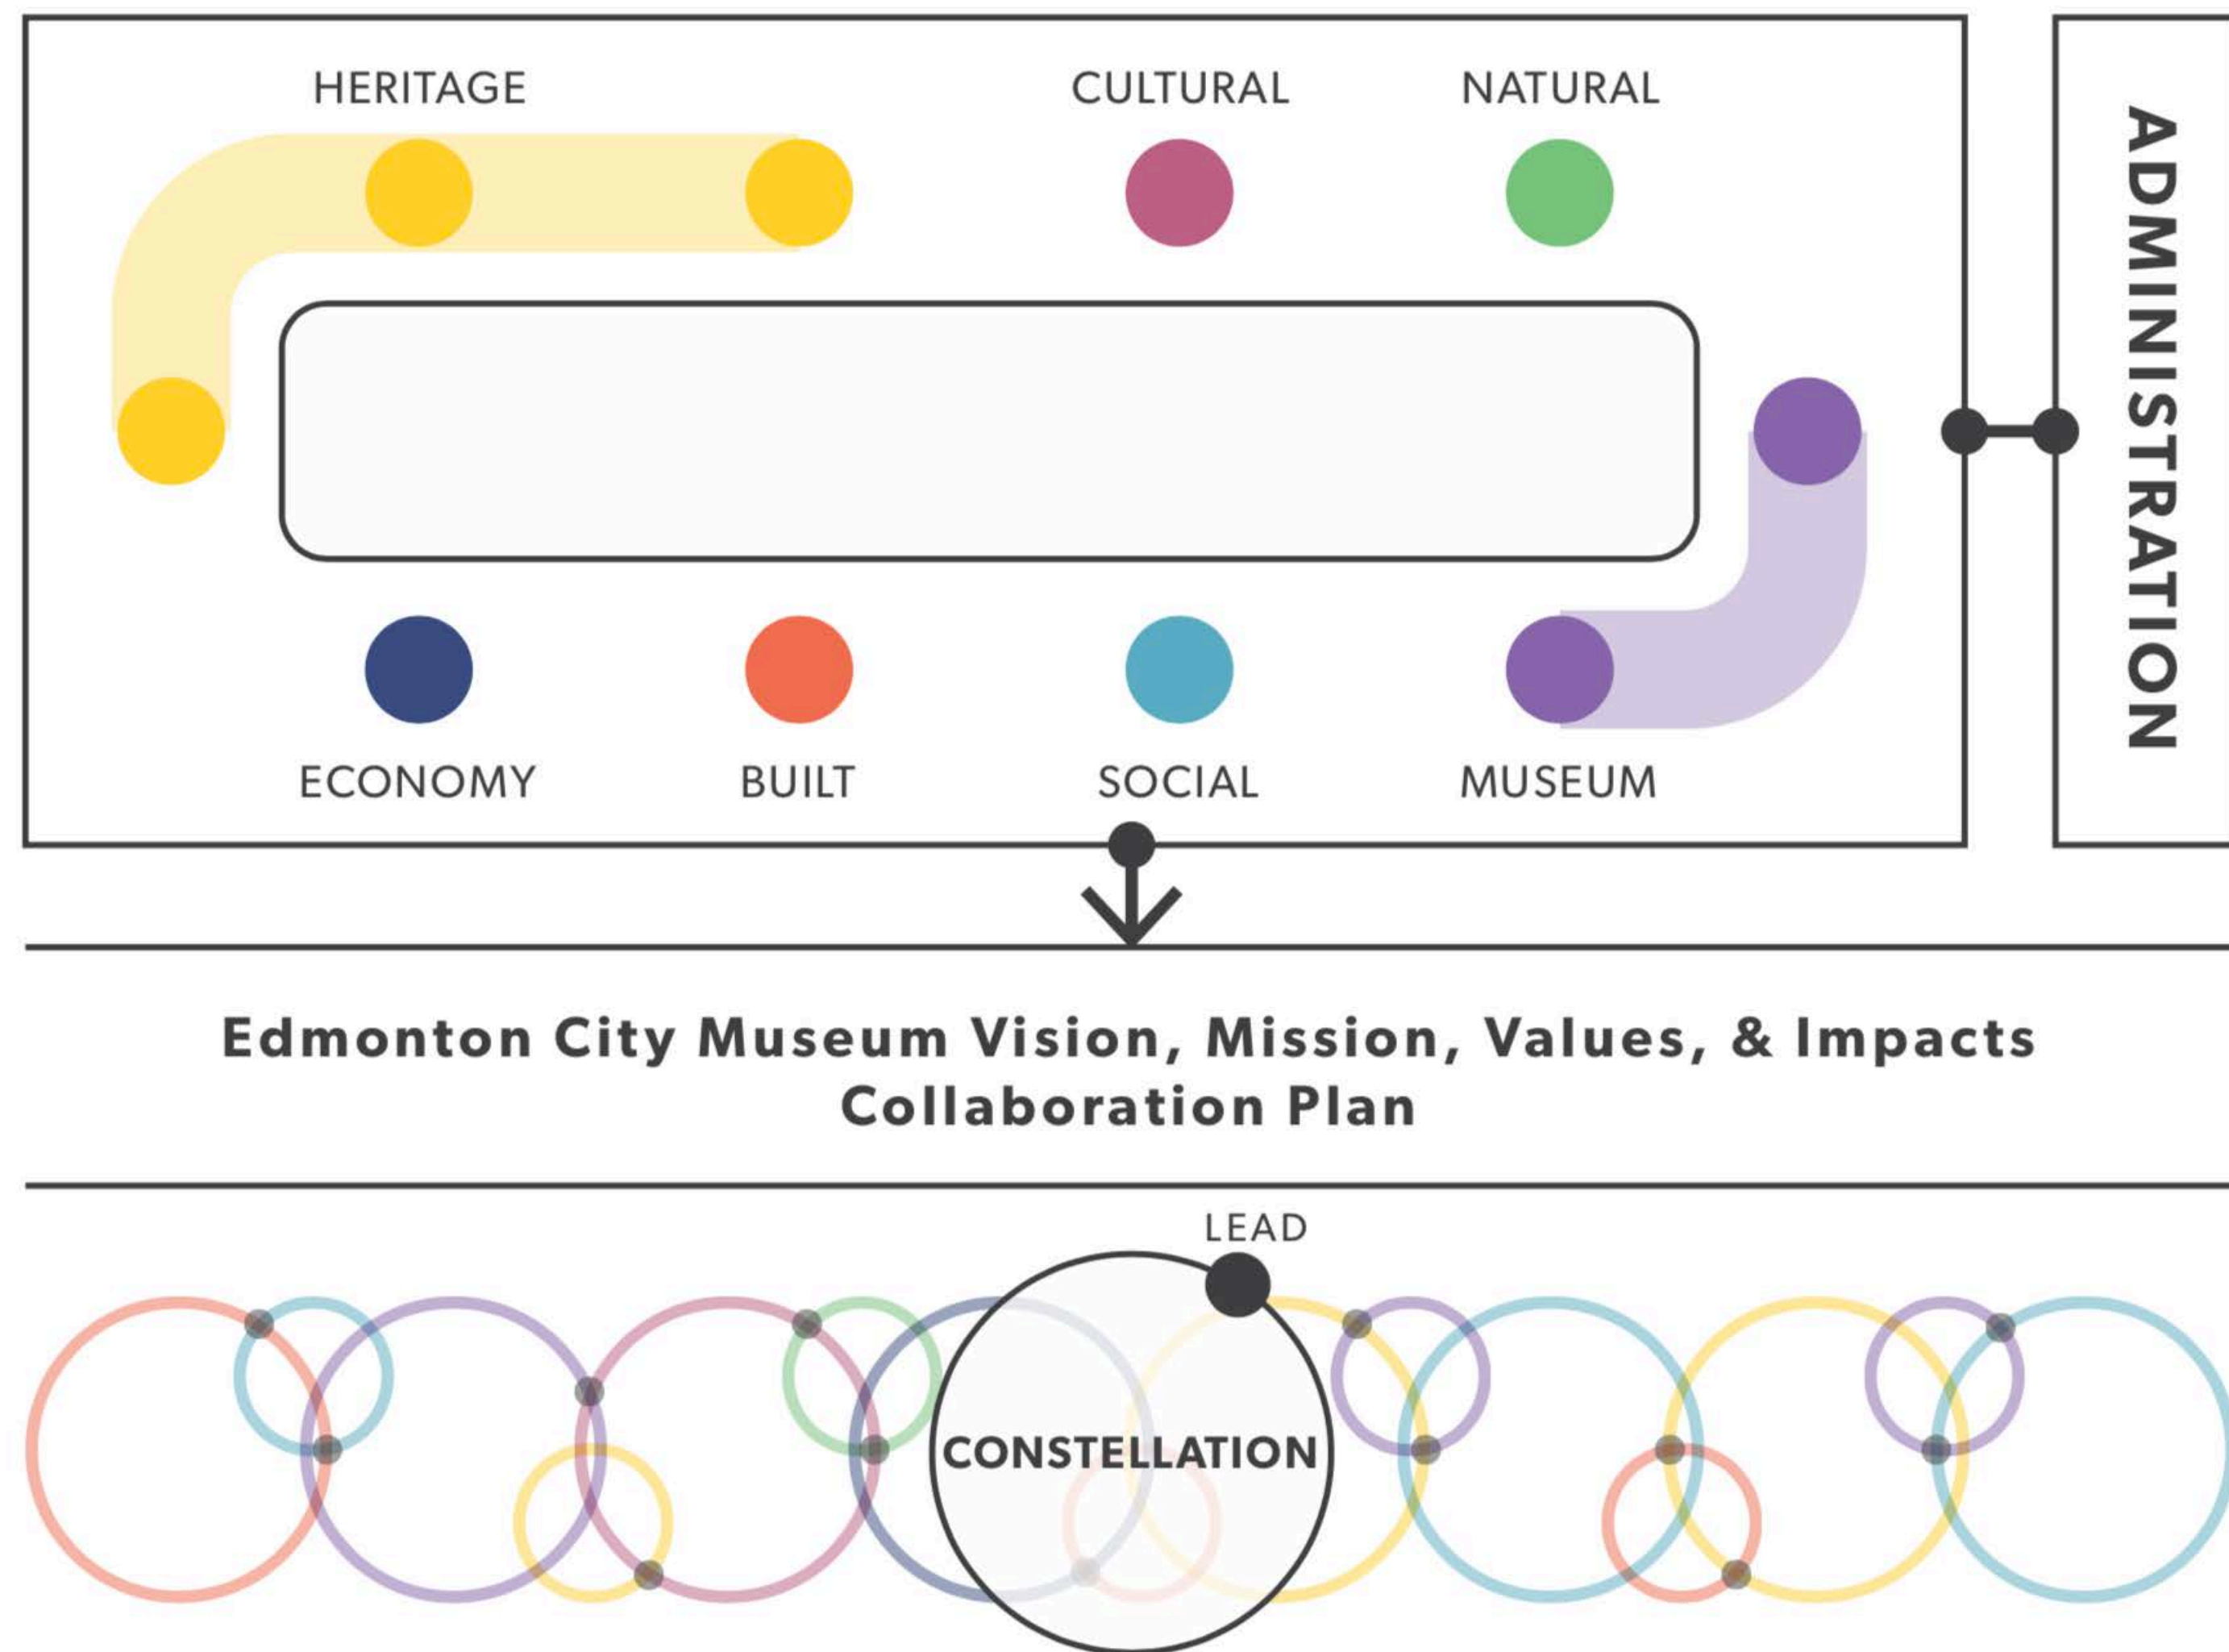 HERITAGE
CULTURAL
NATURAL
ADMINISTRATION
ECONOMY
BUILT
SOCIAL
MUSEUM
Edmonton City Museum Vision, Mission, Values, & Impacts
Collaboration Plan
LEAD
CONSTELLATION